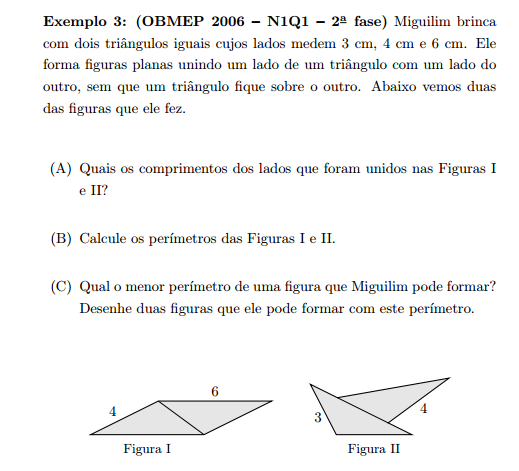 Exemplo 3: (OBMEP 2006 – N1Q1 – 2ª fase) Miguilim brinca
com dois triângulos iguais cujos lados medem 3 cm, 4 cm e 6 cm. Ele
forma figuras planas unindo um lado de um triângulo com um lado do
outro, sem que um triângulo fique sobre o outro. Abaixo vemos duas
das figuras que ele fez.
(A) Quais os comprimentos dos lados que foram unidos nas Figuras I
e II?
(B) Calcule os perímetros das Figuras I e II.
(C) Qual o menor perímetro de uma figura que Miguilim pode formar?
Desenhe duas figuras que ele pode formar com este perímetro.
4
6
Figura I
3
4
Figura II